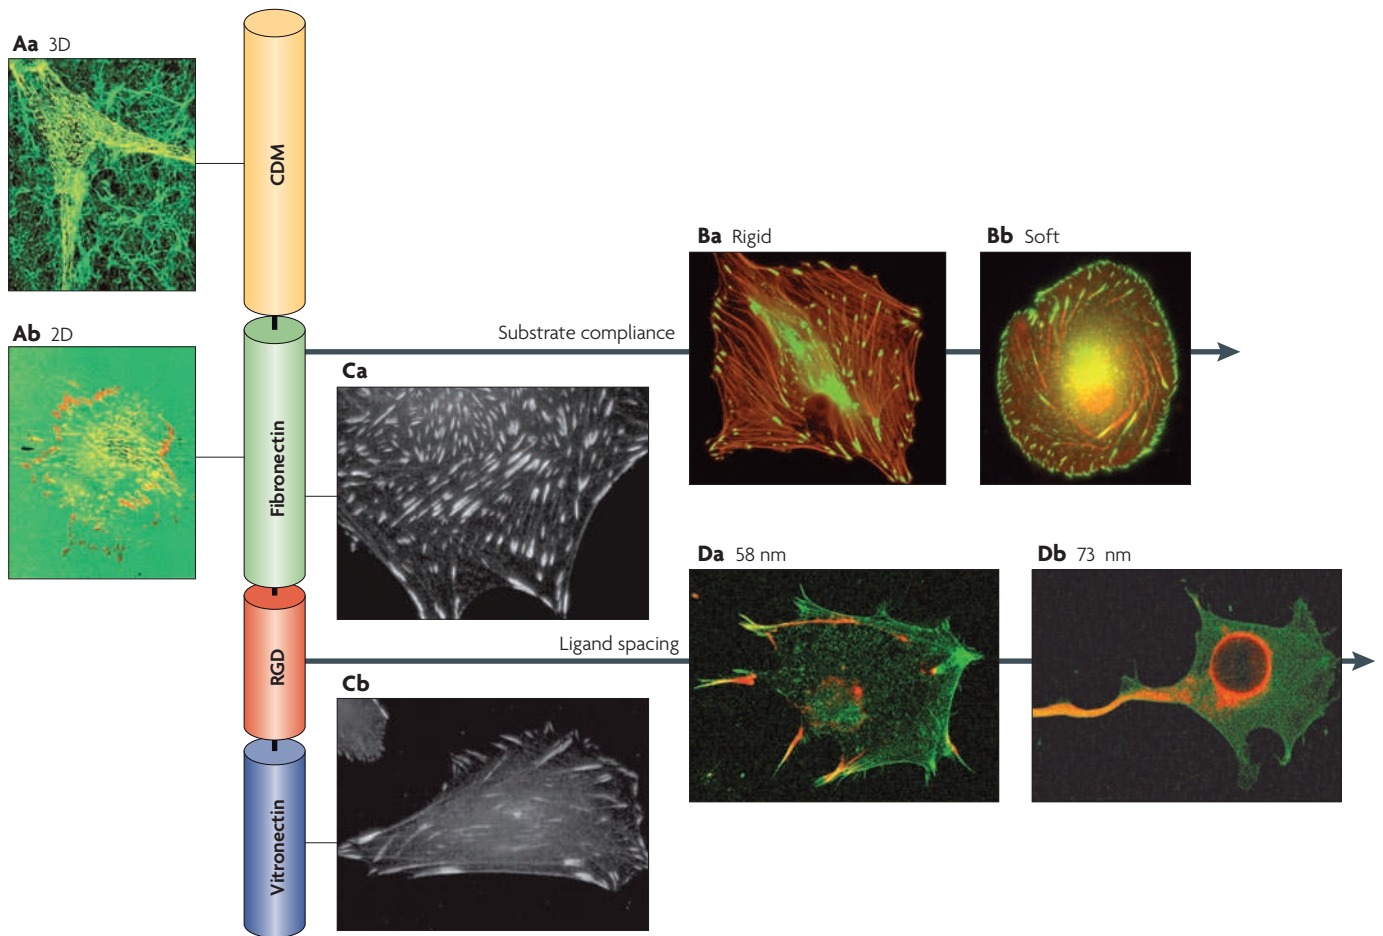 Aa 3D
CDM
Ab 2D
Fibronectin
RGD
Vitronectin
Substrate compliance
Ba Rigid
Bb Soft
Ca
Ligand spacing
Cb
Da 58 nm
Db 73 nm